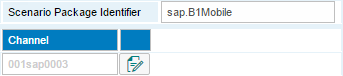 Scenario Package Identifier sap.B1Mobile
Channel
001sap0003